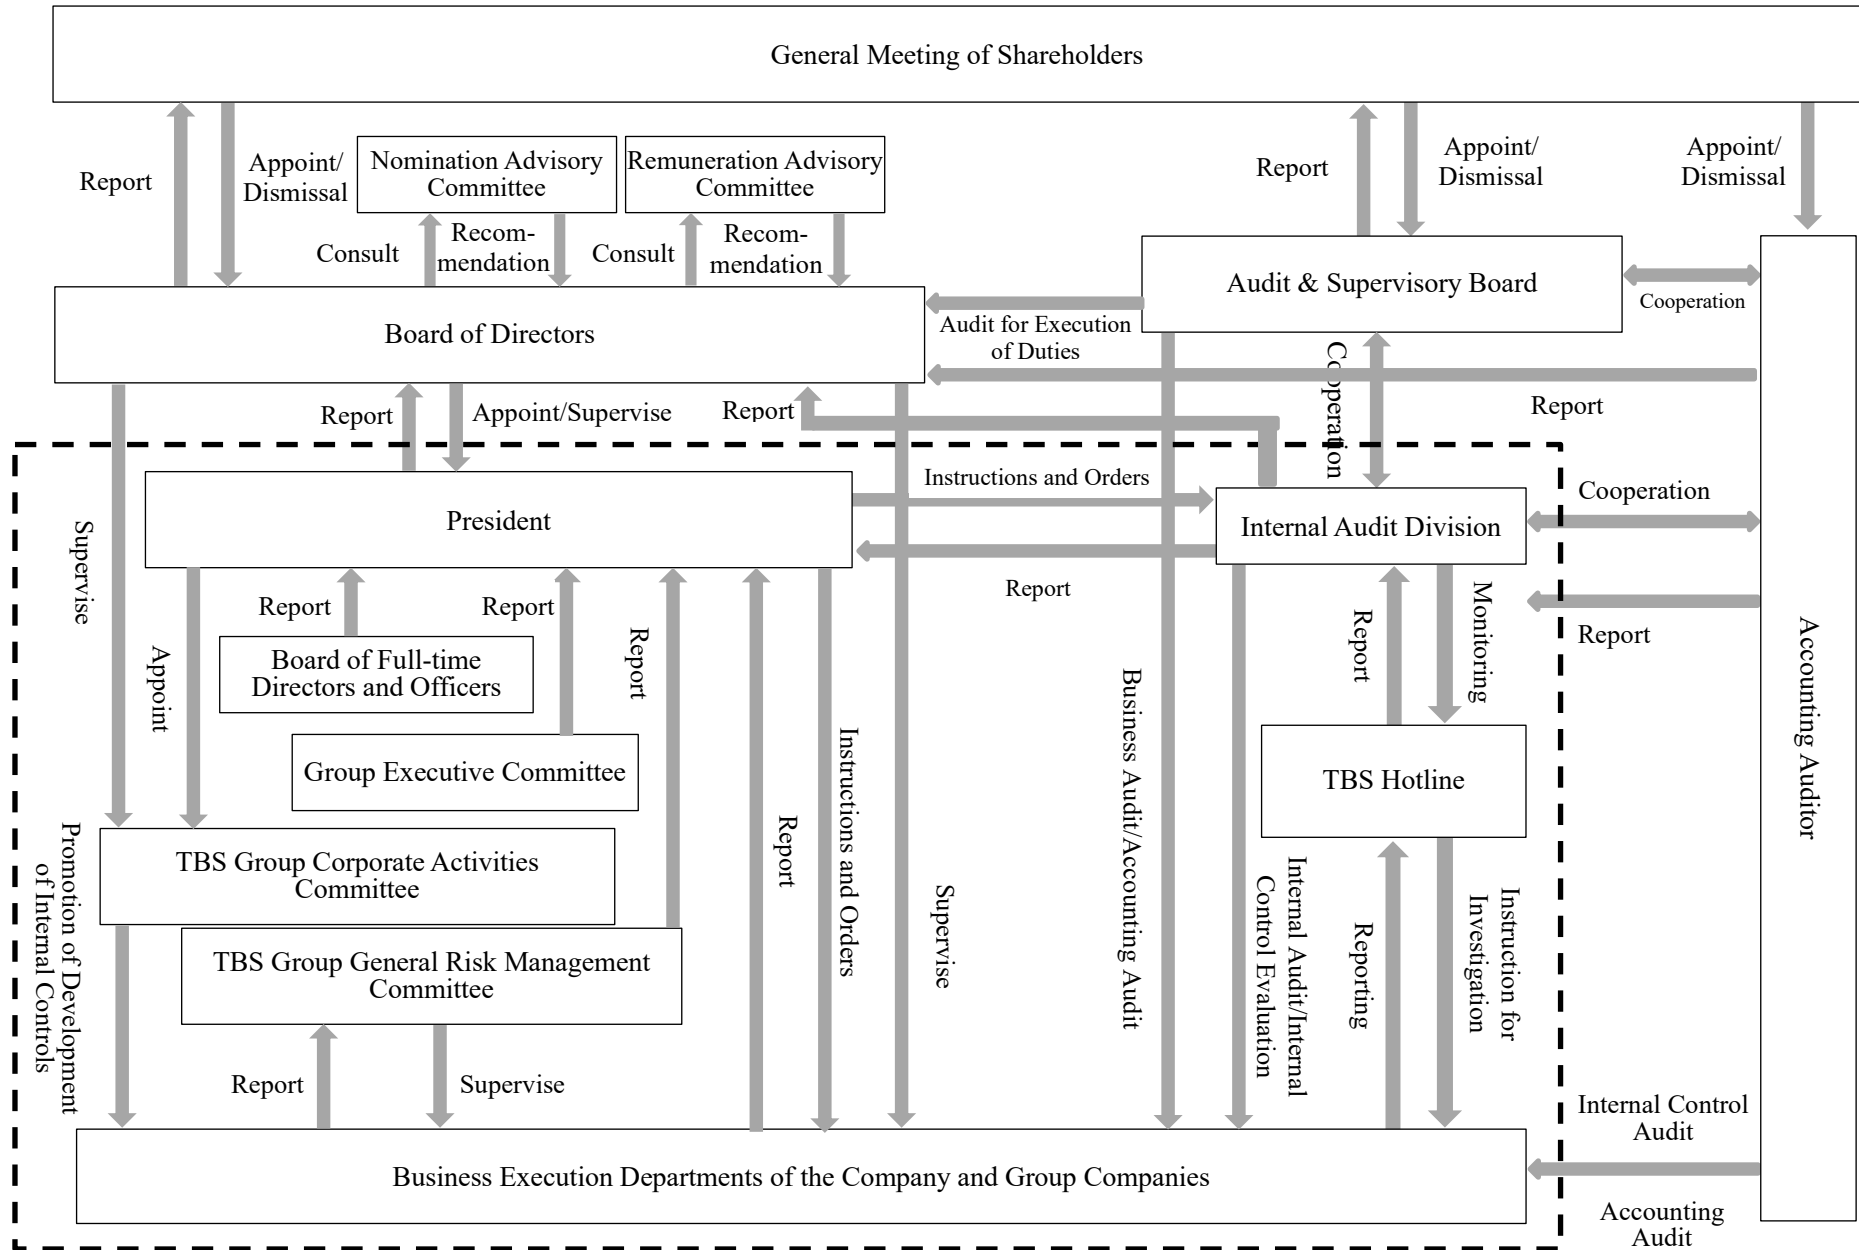 General Meeting of Shareholders
Report
Appoint/
Dismissal
Nomination Advisory
Committee
Remuneration Advisory
Committee
Report
Appoint/
Dismissal
Appoint/
Dismissal
Consult
Recom-
mendation
Consult
Recom-
mendation
Board of Directors
Audit & Supervisory Board
Cooperation
Audit for Execution
of Duties
Cooperation
Report
Report
Appoint/Supervise
Report
President
Instructions and Orders
Internal Audit Division
Cooperation
Report
Report
Supervise
Appoint
Report
Report
Report
Board of Full-time
Directors and Officers
Group Executive Committee
Report
Monitoring
TBS Hotline
Accounting Auditor
Business Audit/Accounting Audit
Instructions and Orders
Report
Supervise
TBS Group Corporate Activities
Committee
Promotion of Development
of Internal Controls
TBS Group General Risk Management
Committee
Internal Audit/Internal
Control Evaluation
Reporting
Instruction for
Investigation
Report
Supervise
Internal Control
Audit
Business Execution Departments of the Company and Group Companies
Accounting
Audit